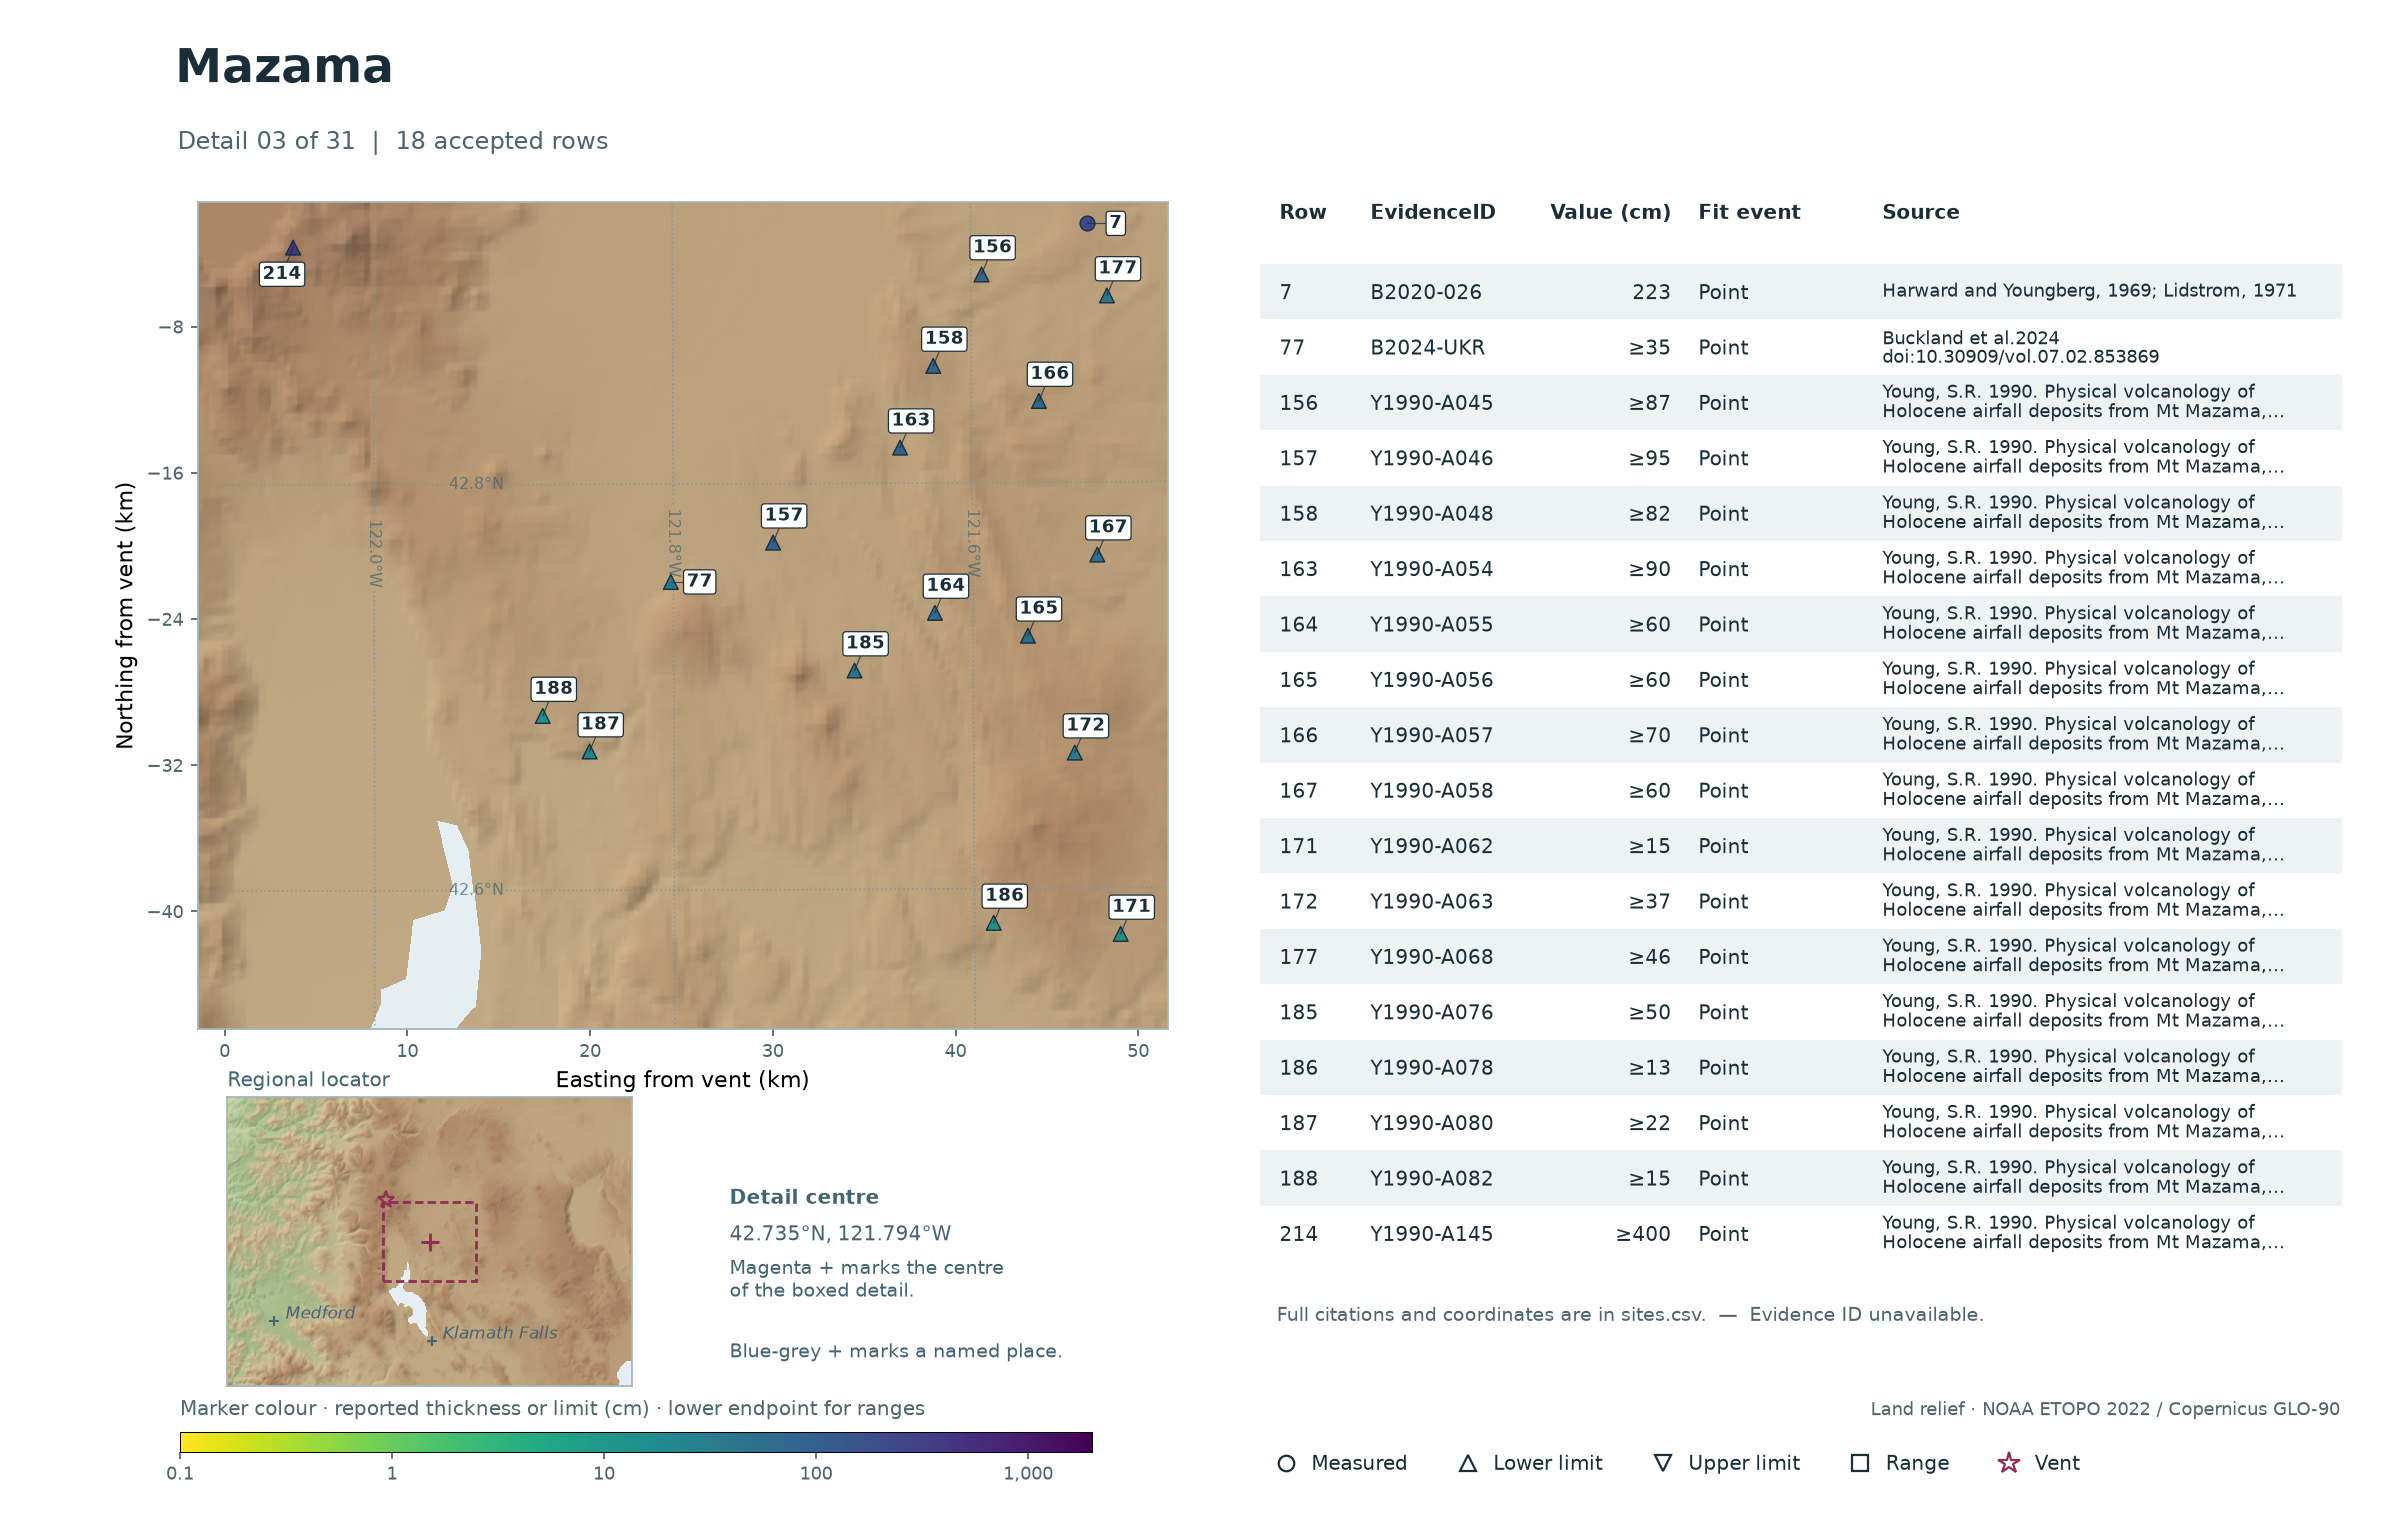 Mazama
Detail 03 of 31 | 18 accepted rows
Northing from vent (km)
−8
−16
−24
−32
−40
214
7
156
177
158
166
163
42.8°N
122.0°W
121.8°W
121.6°W
157
167
77
164
165
185
188
187
172
42.6°N
186
171
0
10
20
30
40
50
Easting from vent (km)
Regional locator
Medford
Klamath Falls
Detail centre
42.735°N, 121.794°W
Magenta + marks the centre
of the boxed detail.
Blue-grey + marks a named place.
Marker colour · reported thickness or limit (cm) · lower endpoint for ranges
0.1
1
10
100
1,000
Row EvidenceID Value (cm) Fit event Source
7 B2020-026 223 Point Harward and Youngberg, 1969; Lidstrom, 1971
77 B2024-UKR ≥35 Point Buckland et al.2024
doi:10.30909/vol.07.02.853869
156 Y1990-A045 ≥87 Point Young, S.R. 1990. Physical volcanology of
Holocene airfall deposits from Mt Mazama,...
157 Y1990-A046 ≥95 Point Young, S.R. 1990. Physical volcanology of
Holocene airfall deposits from Mt Mazama,...
158 Y1990-A048 ≥82 Point Young, S.R. 1990. Physical volcanology of
Holocene airfall deposits from Mt Mazama,...
163 Y1990-A054 ≥90 Point Young, S.R. 1990. Physical volcanology of
Holocene airfall deposits from Mt Mazama,...
164 Y1990-A055 ≥60 Point Young, S.R. 1990. Physical volcanology of
Holocene airfall deposits from Mt Mazama,...
165 Y1990-A056 ≥60 Point Young, S.R. 1990. Physical volcanology of
Holocene airfall deposits from Mt Mazama,...
166 Y1990-A057 ≥70 Point Young, S.R. 1990. Physical volcanology of
Holocene airfall deposits from Mt Mazama,...
167 Y1990-A058 ≥60 Point Young, S.R. 1990. Physical volcanology of
Holocene airfall deposits from Mt Mazama,...
171 Y1990-A062 ≥15 Point Young, S.R. 1990. Physical volcanology of
Holocene airfall deposits from Mt Mazama,...
172 Y1990-A063 ≥37 Point Young, S.R. 1990. Physical volcanology of
Holocene airfall deposits from Mt Mazama,...
177 Y1990-A068 ≥46 Point Young, S.R. 1990. Physical volcanology of
Holocene airfall deposits from Mt Mazama,...
185 Y1990-A076 ≥50 Point Young, S.R. 1990. Physical volcanology of
Holocene airfall deposits from Mt Mazama,...
186 Y1990-A078 ≥13 Point Young, S.R. 1990. Physical volcanology of
Holocene airfall deposits from Mt Mazama,...
187 Y1990-A080 ≥22 Point Young, S.R. 1990. Physical volcanology of
Holocene airfall deposits from Mt Mazama,...
188 Y1990-A082 ≥15 Point Young, S.R. 1990. Physical volcanology of
Holocene airfall deposits from Mt Mazama,...
214 Y1990-A145 ≥400 Point Young, S.R. 1990. Physical volcanology of
Holocene airfall deposits from Mt Mazama,...
Full citations and coordinates are in sites.csv. — Evidence ID unavailable.
Land relief · NOAA ETOPO 2022 / Copernicus GLO-90
Measured
Lower limit
Upper limit
Range
Vent